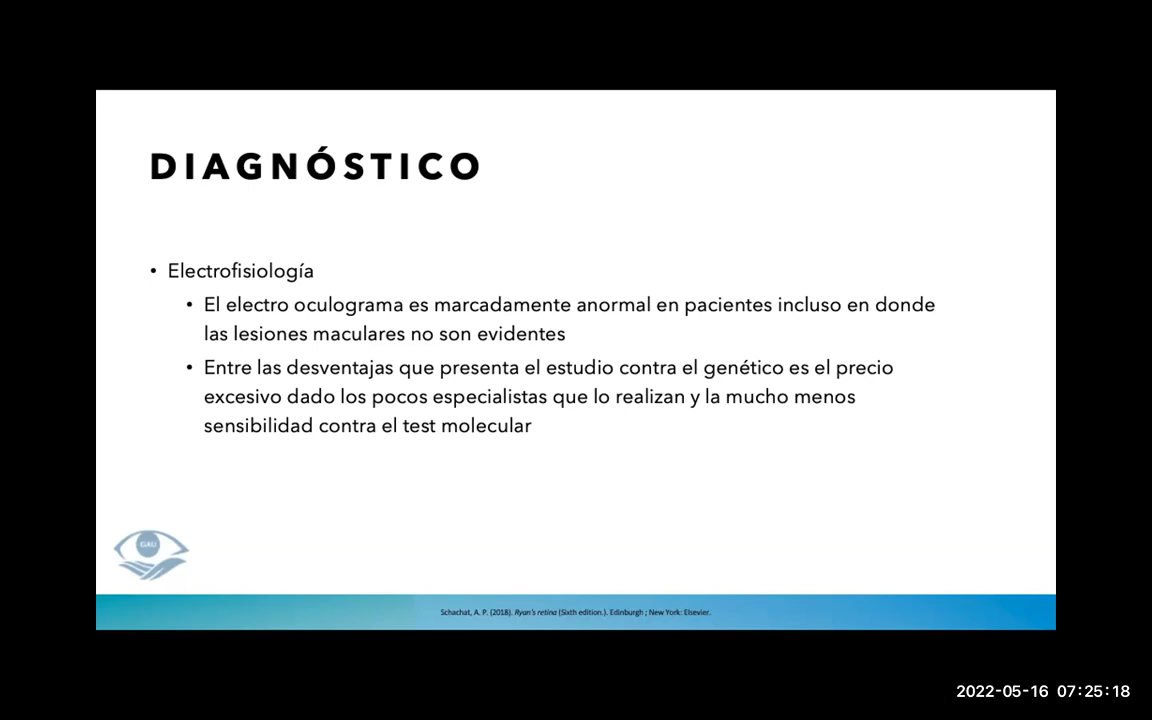 DIAGNÓSTICO
• Electrofisiología
• El electro oculograma es marcadamente anormal en pacientes incluso en donde
las lesiones maculares no son evidentes
• Entre las desventajas que presenta el estudio contra el genético es el precio
excesivo dado los pocos especialistas que lo realizan y la mucho menos
sensibilidad contra el test molecular
Schachat, A. P. (2018). Ryan's retina (Sixth edition.). Edinburgh ; New York: Elsevier.
2022-05-16 07:25:18